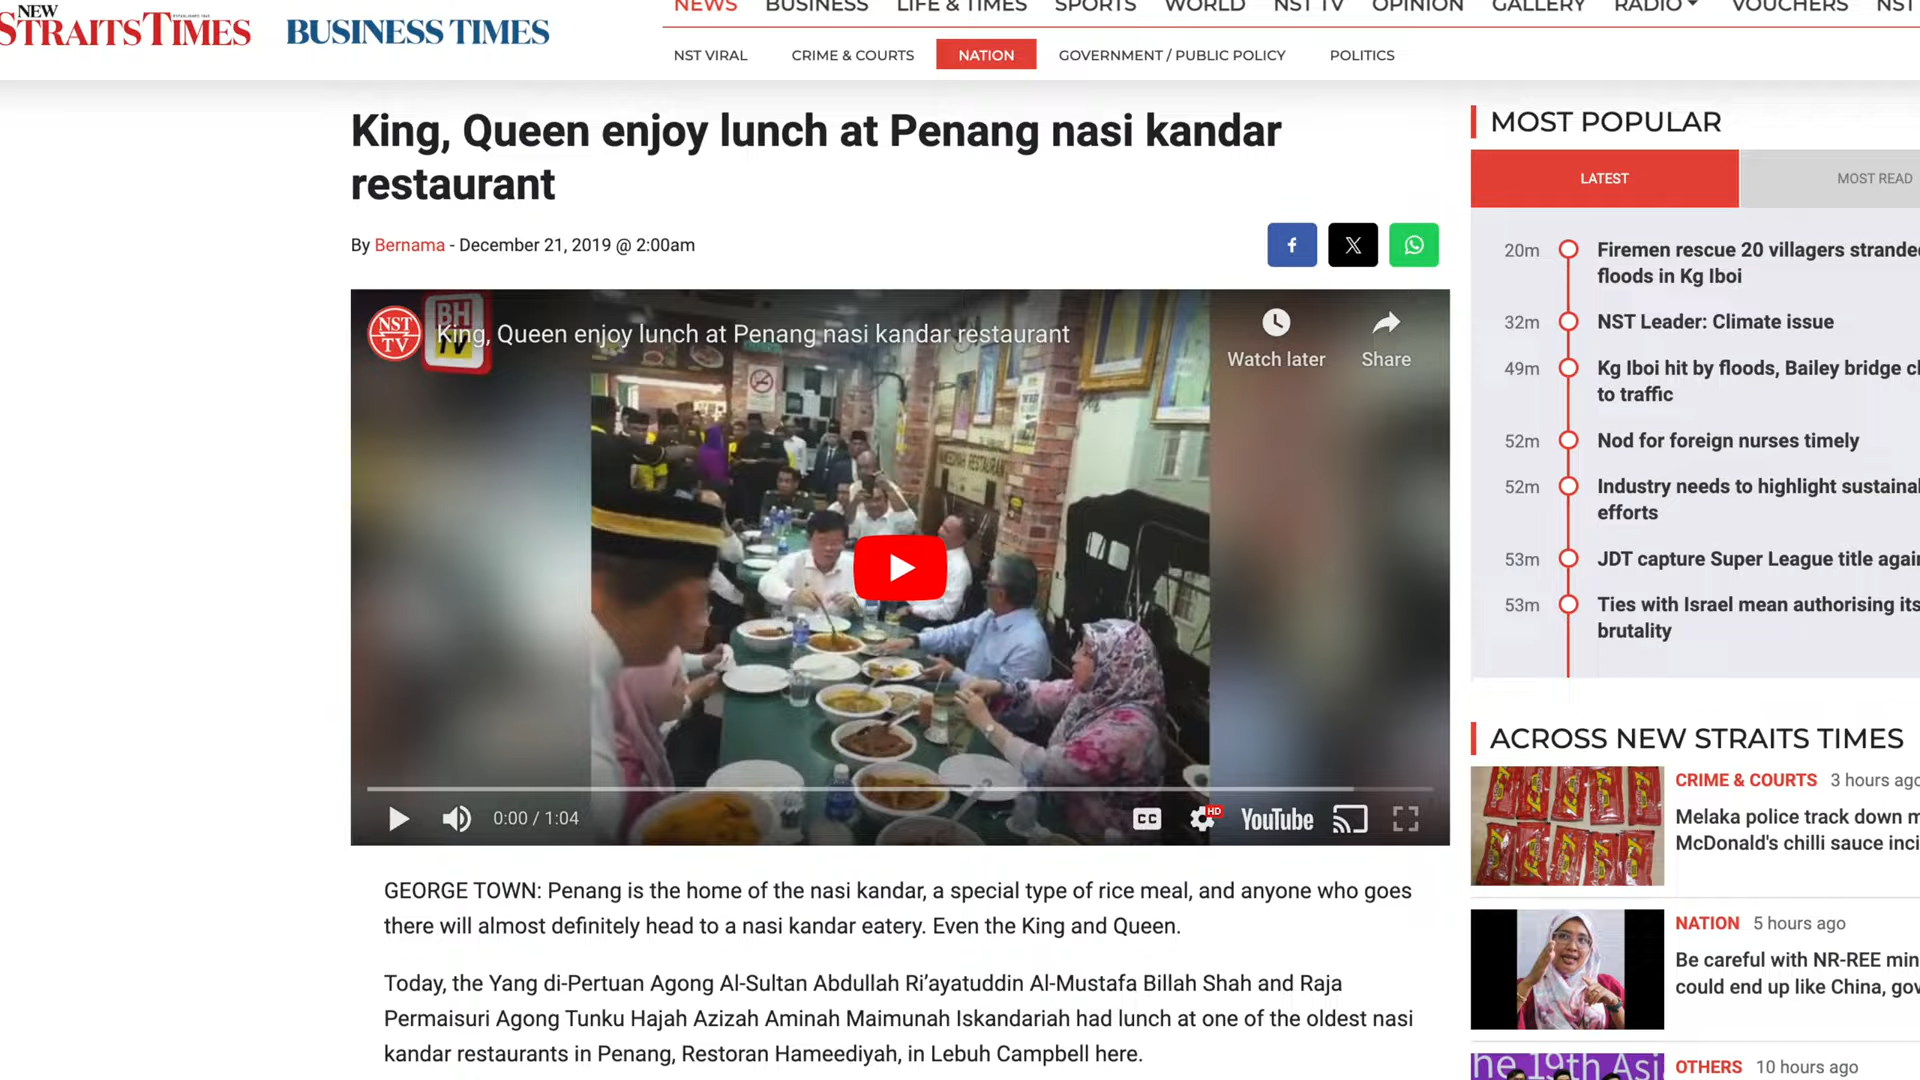 NEW
STRAITS TIMES
BUSINESS TIMES
NEWS BUSINESS LIFE & TIMES SPORTS WORLD NST TV OPINION GALLERY RADIO VOUCHERS NST
NST VIRAL CRIME & COURTS NATION GOVERNMENT / PUBLIC POLICY POLITICS
King, Queen enjoy lunch at Penang nasi kandar
restaurant
By Bernama - December 21, 2019 @ 2:00am
NST
TV
BH
TV
King, Queen enjoy lunch at Penang nasi kandar restaurant
Watch later
Share
0:00 / 1:04
CC
HD
YouTube
GEORGE TOWN: Penang is the home of the nasi kandar, a special type of rice meal, and anyone who goes
there will almost definitely head to a nasi kandar eatery. Even the King and Queen.
Today, the Yang di-Pertuan Agong Al-Sultan Abdullah Ri’ayatuddin Al-Mustafa Billah Shah and Raja
Permaisuri Agong Tunku Hajah Azizah Aminah Maimunah Iskandariah had lunch at one of the oldest nasi
kandar restaurants in Penang, Restoran Hameediyah, in Lebuh Campbell here.
MOST POPULAR
LATEST
MOST READ
20m Firemen rescue 20 villagers strande
floods in Kg Iboi
32m NST Leader: Climate issue
49m Kg Iboi hit by floods, Bailey bridge cl
to traffic
52m Nod for foreign nurses timely
52m Industry needs to highlight sustaina
efforts
53m JDT capture Super League title agai
53m Ties with Israel mean authorising its
brutality
ACROSS NEW STRAITS TIMES
CRIME & COURTS 3 hours ago
Melaka police track down m
McDonald's chilli sauce inci
NATION 5 hours ago
Be careful with NR-REE min
could end up like China, gov
he 19th Asi
OTHERS 10 hours ago